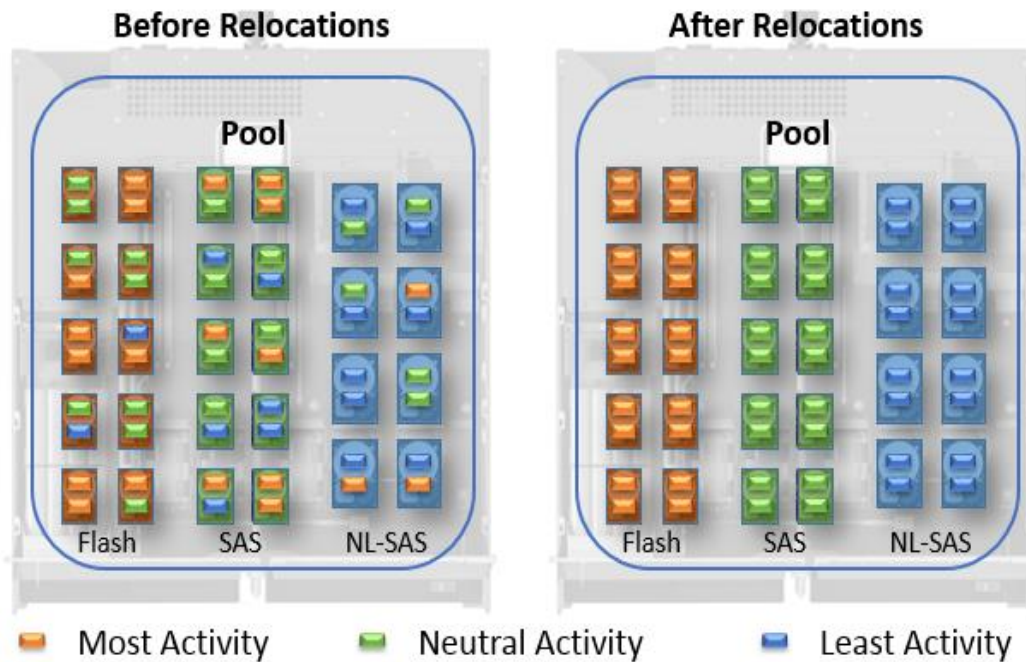 Before Relocations
After Relocations
Pool
Pool
Flash
SAS
NL-SAS
Flash
SAS
NL-SAS
Most Activity
Neutral Activity
Least Activity